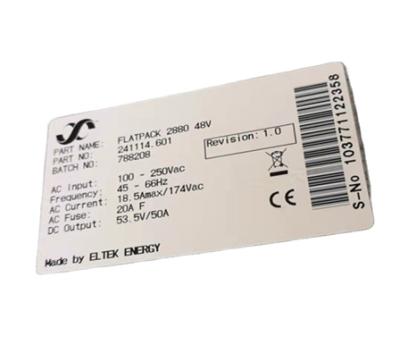 PART NAME: FLATPACK 2880 48V
PART NO: 241114.601
BATCH NO: 788208
Revision: 1.0
AC Input: 100 - 250Vac
Frequency: 45 - 66Hz
AC Current: 18.5Amax/174Vac
AC Fuse: 20A F
DC Output: 53.5V/50A
Made by ELTEK ENERGY
S-No 103771122358